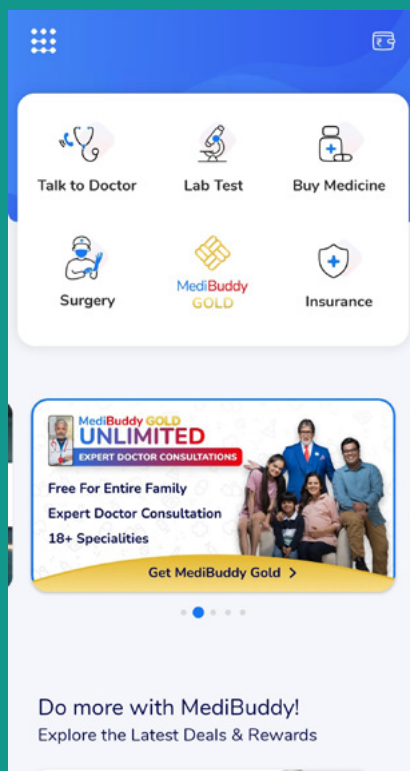 Talk to Doctor
Lab Test
Buy Medicine
Surgery
MediBuddy
GOLD
Insurance
MediBuddy GOLD
UNLIMITED
EXPERT DOCTOR CONSULTATIONS
Free For Entire Family
Expert Doctor Consultation
18+ Specialities
Get MediBuddy Gold >
Do more with MediBuddy!
Explore the Latest Deals & Rewards